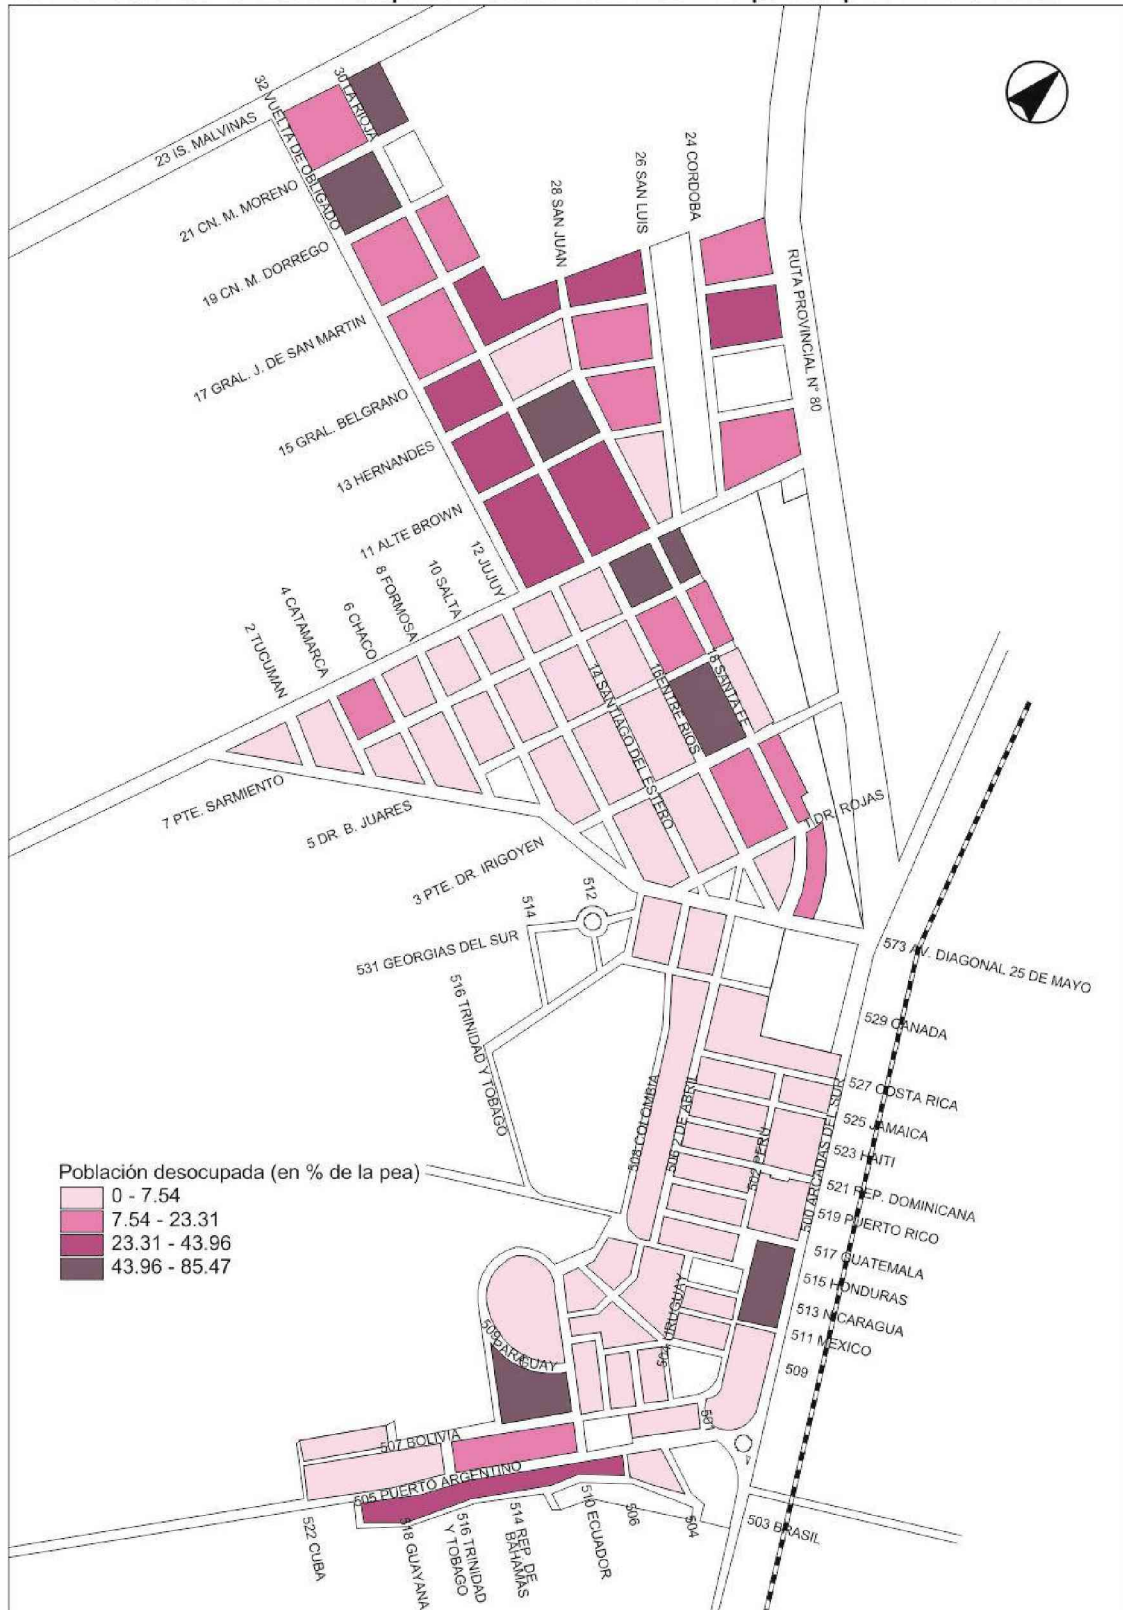 32 VUELTA DE OBLIGADO
30 LA RIOJA
23 IS. MALVINAS
21 CN. M. MORENO
19 CN. M. DORREGO
17 GRAL. J. DE SAN MARTIN
15 GRAL. BELGRANO
13 HERNANDES
11 ALTE BROWN
28 SAN JUAN
26 SAN LUIS
24 CORDOBA
RUTA PROVINCIAL N° 80
12 JUJUY
10 SALTA
8 FORMOSA
6 CHACO
4 CATAMARCA
2 TUCUMAN
14 SANTIAGO DEL ESTERO
16 ENTRE RIOS
18 SANTA FE
7 PTE. SARMIENTO
5 DR. B. JUARES
3 PTE. DR. IRIGOYEN
1 DR. ROJAS
512
514
531 GEORGIAS DEL SUR
516 TRINIDAD Y TOBAGO
573 AV. DIAGONAL 25 DE MAYO
529 CANADA
527 COSTA RICA
525 JAMAICA
523 HAITI
521 REP. DOMINICANA
519 PUERTO RICO
517 GUATEMALA
515 HONDURAS
513 NICARAGUA
511 MEXICO
509
508 COLOMBIA
506 2 DE ABRIL
502 PERU
500 ARCADAS DEL SUR
Población desocupada (en % de la pea)
0 - 7.54
7.54 - 23.31
23.31 - 43.96
43.96 - 85.47
504 URUGUAY
509 PARAGUAY
501
507 BOLIVIA
505 PUERTO ARGENTINO
503 BRASIL
522 CUBA
518 GUAYANA
516 TRINIDAD
Y TOBAGO
514 REP. DE
BAHAMAS
510 ECUADOR
506
504